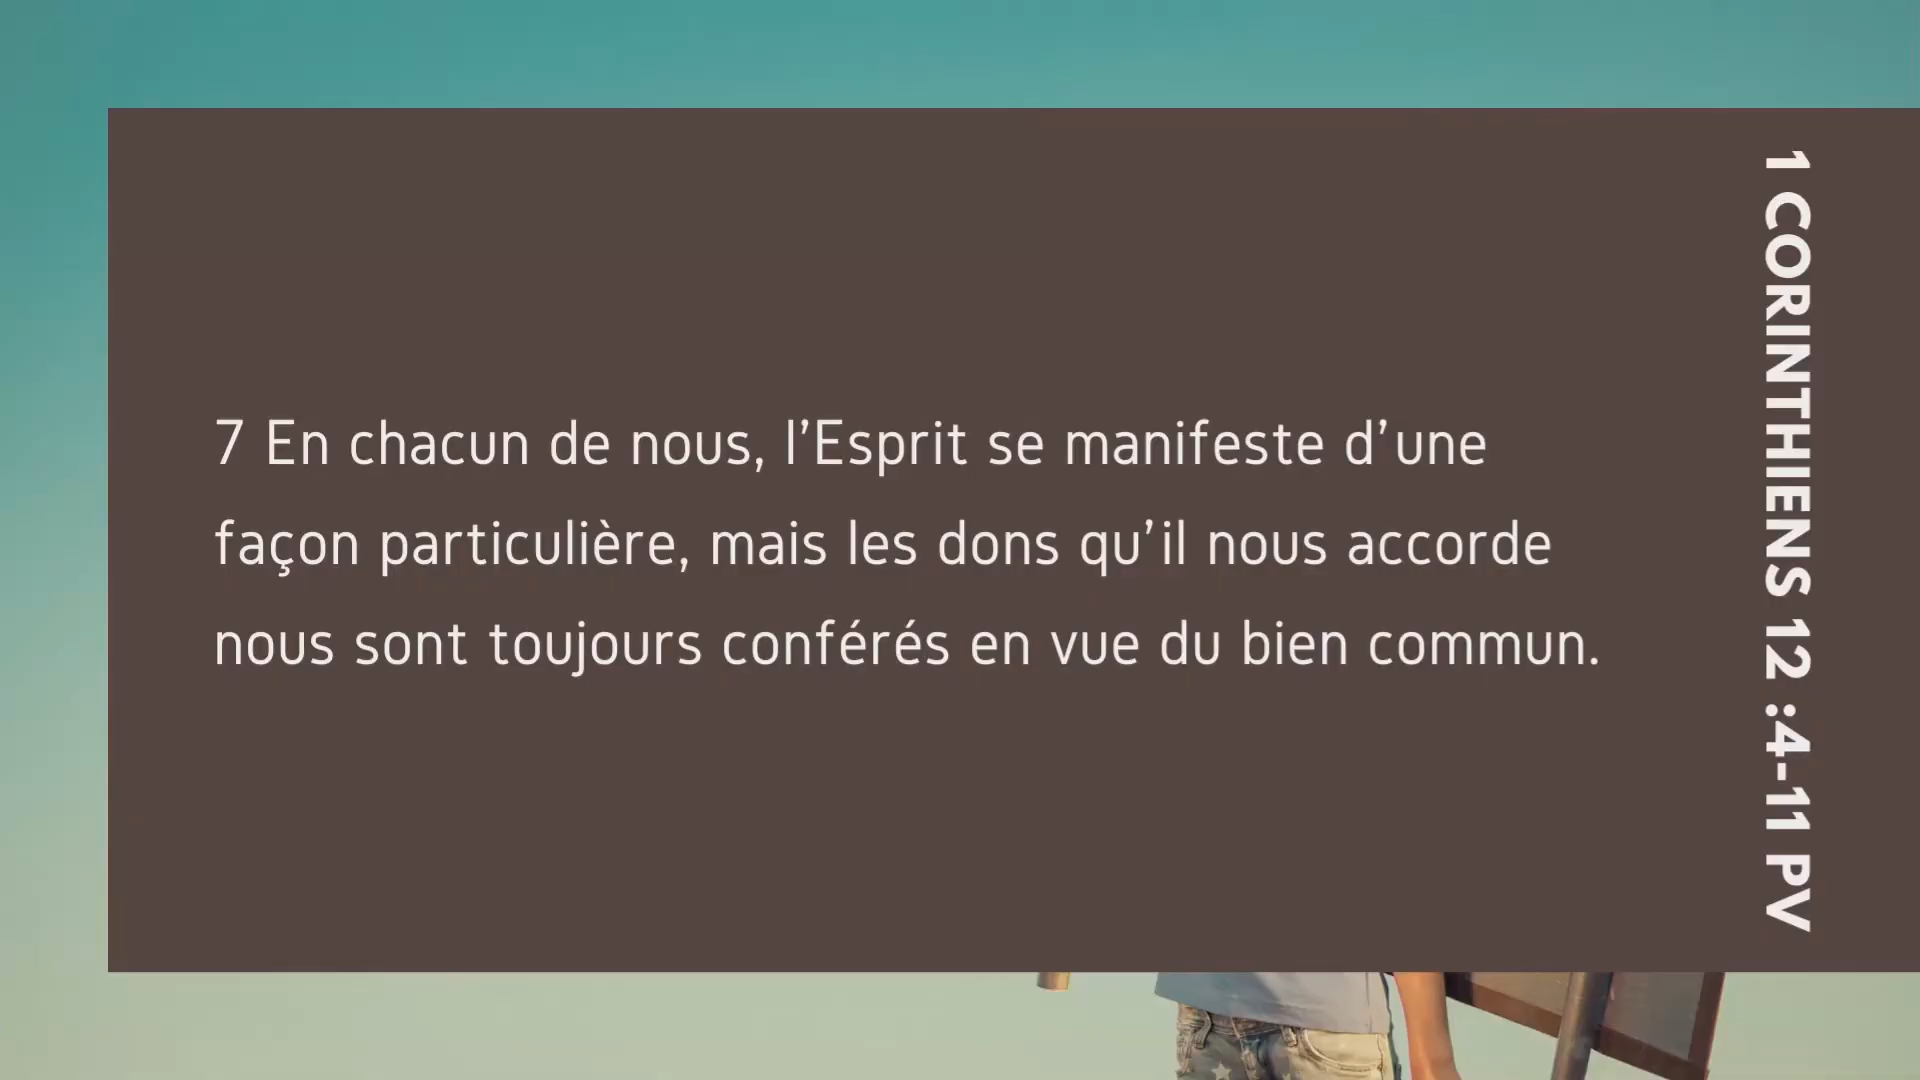 7 En chacun de nous, l’Esprit se manifeste d’une
façon particulière, mais les dons qu’il nous accorde
nous sont toujours conférés en vue du bien commun.
1 CORINTHIENS 12 :4-11 PV